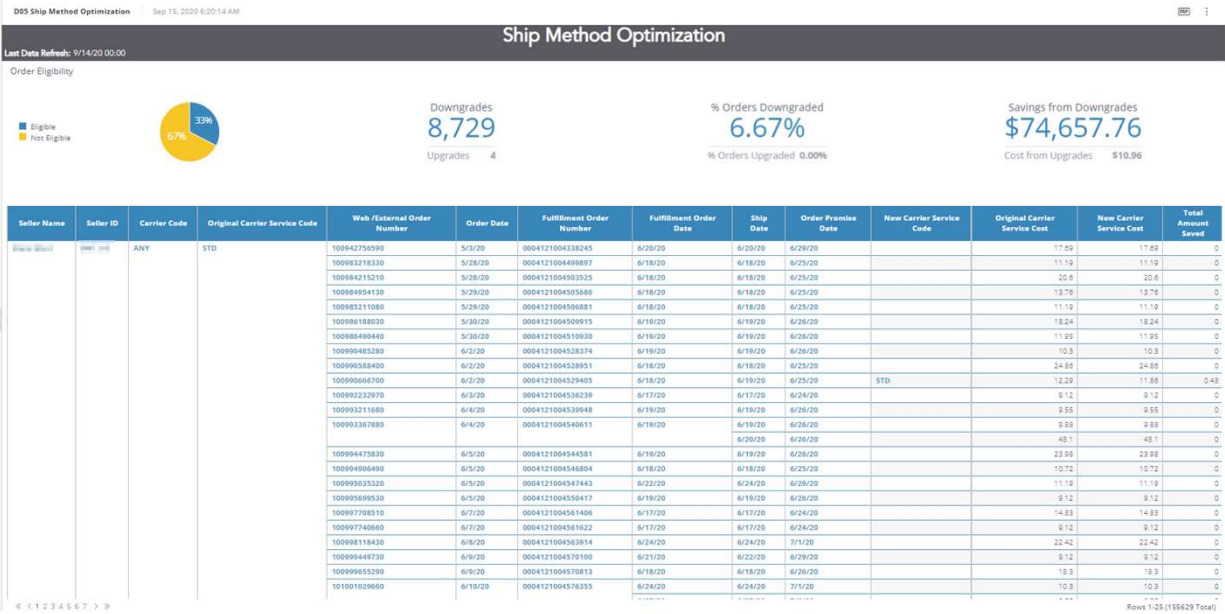 D05 Ship Method Optimization Sep 15, 2020 6:20:14 AM
Ship Method Optimization
Last Data Refresh: 9/14/20 00:00
Order Eligibility
Eligible
Not Eligible
33%
67%
Downgrades
8,729
Upgrades 4
% Orders Downgraded
6.67%
% Orders Upgraded 0.00%
Savings from Downgrades
$74,657.76
Cost from Upgrades $10.96
Seller Name Seller ID Carrier Code Original Carrier Service Code Web /External Order Number Order Date Fulfillment Order Number Fulfillment Order Date Ship Date Order Promise Date New Carrier Service Code Original Carrier Service Cost New Carrier Service Cost Total Amount Saved
ANY STD 100942756590 5/3/20 00041210043​38245 6/20/20 6/20/20 6/29/20 17.69 17.69 0
100983218330 5/28/20 0004121004499897 6/18/20 6/18/20 6/25/20 11.19 11.19 0
100984215210 5/28/20 0004121004503525 6/18/20 6/18/20 6/25/20 20.6 20.6 0
100984954130 5/29/20 0004121004505686 6/18/20 6/18/20 6/25/20 13.76 13.76 0
100985211080 5/29/20 0004121004506881 6/18/20 6/18/20 6/25/20 11.19 11.19 0
100986188030 5/30/20 0004121004509915 6/19/20 6/19/20 6/26/20 18.24 18.24 0
100986490440 5/30/20 0004121004510930 6/19/20 6/19/20 6/26/20 11.95 11.95 0
100990485280 6/2/20 0004121004528374 6/19/20 6/19/20 6/26/20 10.3 10.3 0
100990588400 6/2/20 0004121004528951 6/18/20 6/18/20 6/25/20 24.86 24.86 0
100990666700 6/2/20 0004121004529405 6/18/20 6/19/20 6/25/20 STD 12.29 11.86 0.43
100992232970 6/3/20 0004121004536239 6/17/20 6/17/20 6/24/20 9.12 9.12 0
100993211680 6/4/20 0004121004539948 6/19/20 6/19/20 6/26/20 9.55 9.55 0
100993367880 6/4/20 0004121004540611 6/19/20 6/19/20 6/26/20 9.88 9.88 0
6/20/20 6/26/20 43.1 43.1 0
100994475830 6/5/20 0004121004544581 6/19/20 6/19/20 6/26/20 23.98 23.98 0
100994906490 6/5/20 0004121004546804 6/18/20 6/18/20 6/25/20 10.72 10.72 0
100995035320 6/5/20 0004121004547443 6/22/20 6/24/20 6/29/20 11.19 11.19 0
100995699530 6/5/20 0004121004550417 6/19/20 6/19/20 6/26/20 9.12 9.12 0
100997708510 6/7/20 0004121004561406 6/17/20 6/17/20 6/24/20 14.83 14.83 0
100997740660 6/7/20 0004121004561622 6/17/20 6/17/20 6/24/20 9.12 9.12 0
100998118430 6/8/20 0004121004563914 6/24/20 6/24/20 7/1/20 22.42 22.42 0
100999449730 6/9/20 0004121004570100 6/21/20 6/22/20 6/29/20 9.12 9.12 0
100999655290 6/9/20 0004121004570813 6/18/20 6/18/20 6/26/20 18.3 18.3 0
101001029660 6/10/20 0004121004576355 6/24/20 6/24/20 7/1/20 10.3 10.3 0
« < 1 2 3 4 5 6 7 > » Rows 1-25 (155629 Total)